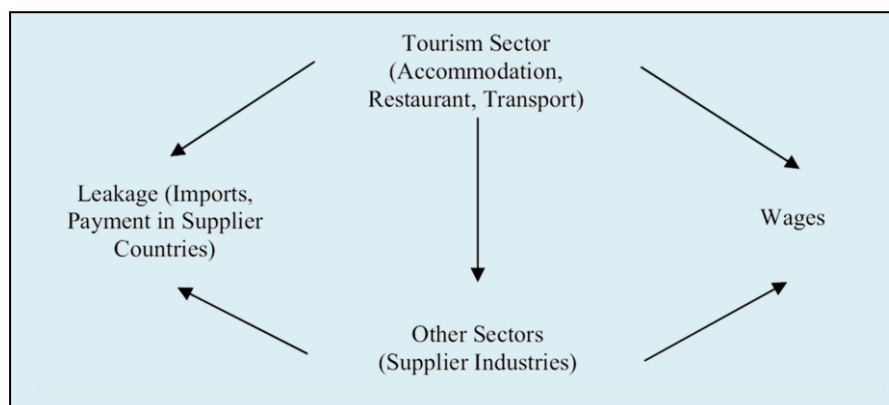 Tourism Sector
(Accommodation,
Restaurant, Transport)
Leakage (Imports,
Payment in Supplier
Countries)
Wages
Other Sectors
(Supplier Industries)